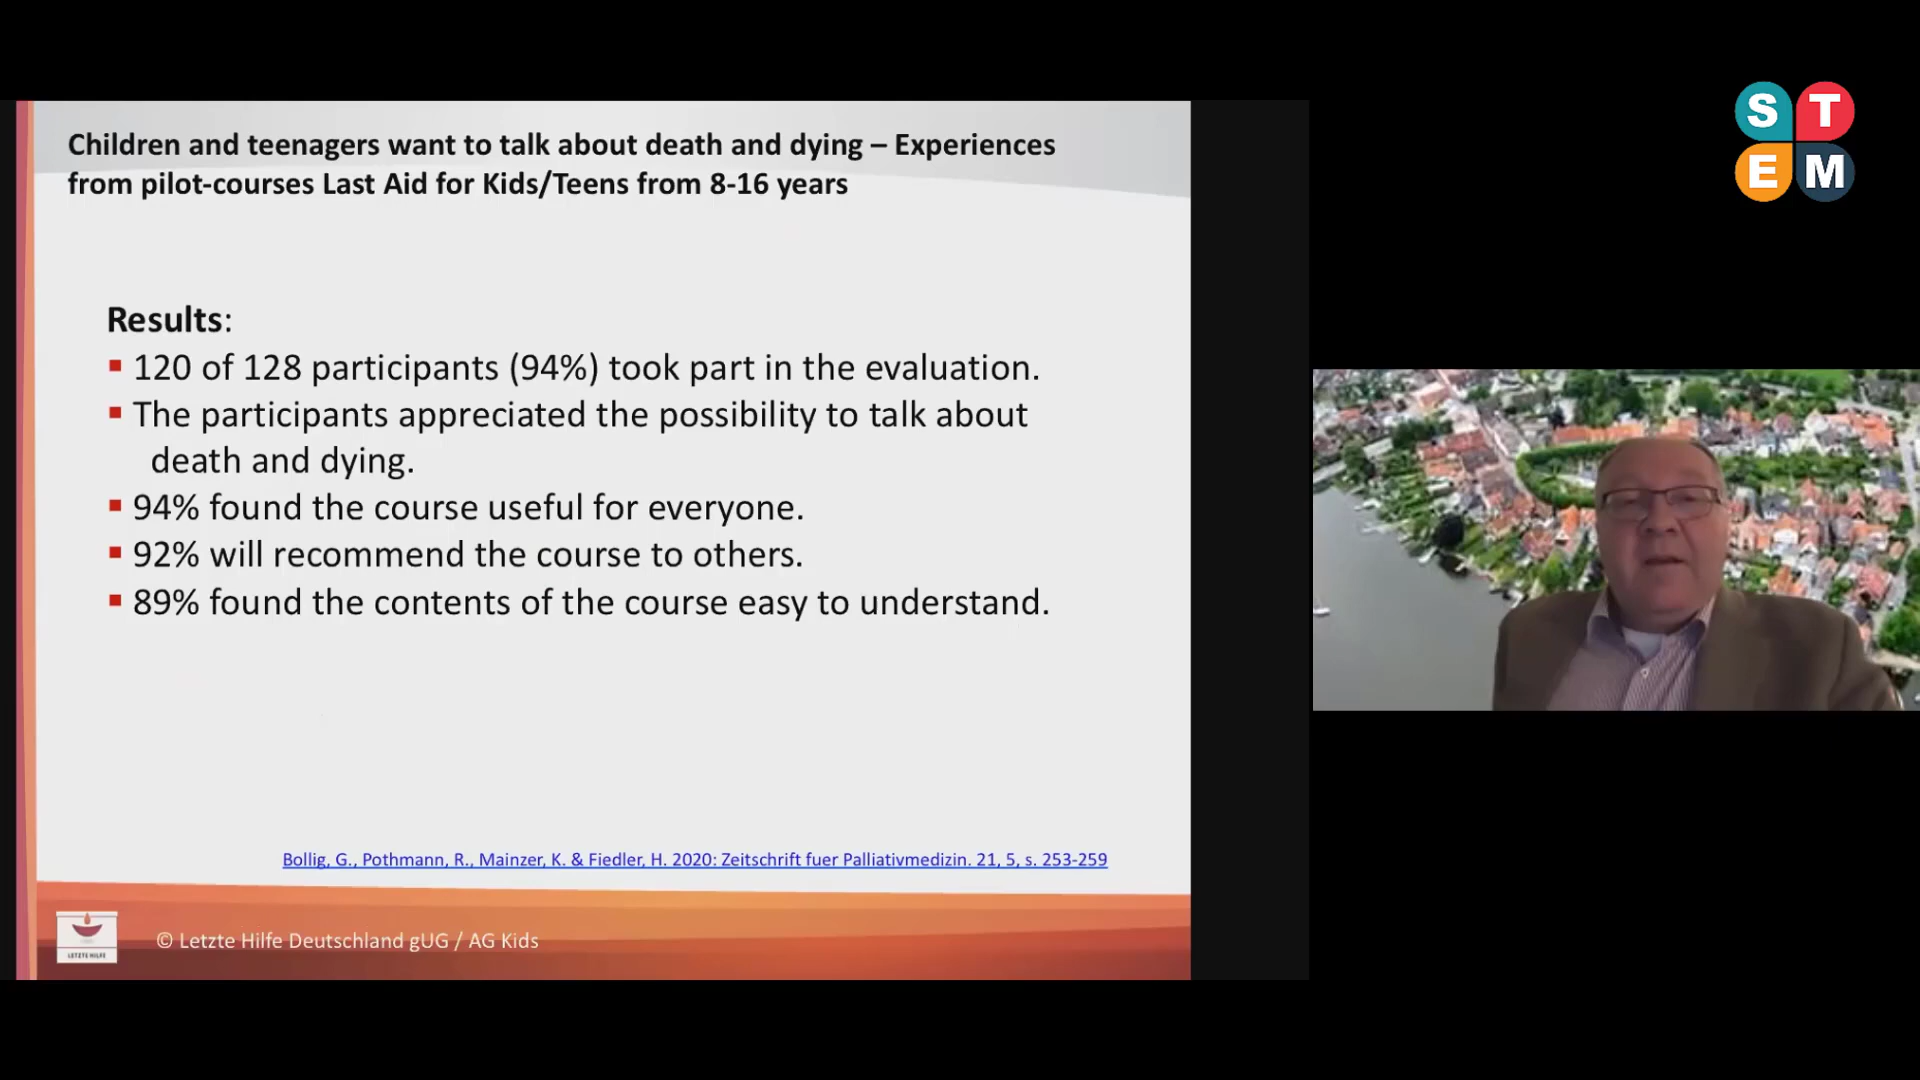 Children and teenagers want to talk about death and dying – Experiences
from pilot-courses Last Aid for Kids/Teens from 8-16 years
Results:
120 of 128 participants (94%) took part in the evaluation.
The participants appreciated the possibility to talk about
death and dying.
94% found the course useful for everyone.
92% will recommend the course to others.
89% found the contents of the course easy to understand.
Bollig, G., Pothmann, R., Mainzer, K. & Fiedler, H. 2020: Zeitschrift fuer Palliativmedizin. 21, 5, s. 253-259
LETZTE HILFE
© Letzte Hilfe Deutschland gUG / AG Kids
S T
E M